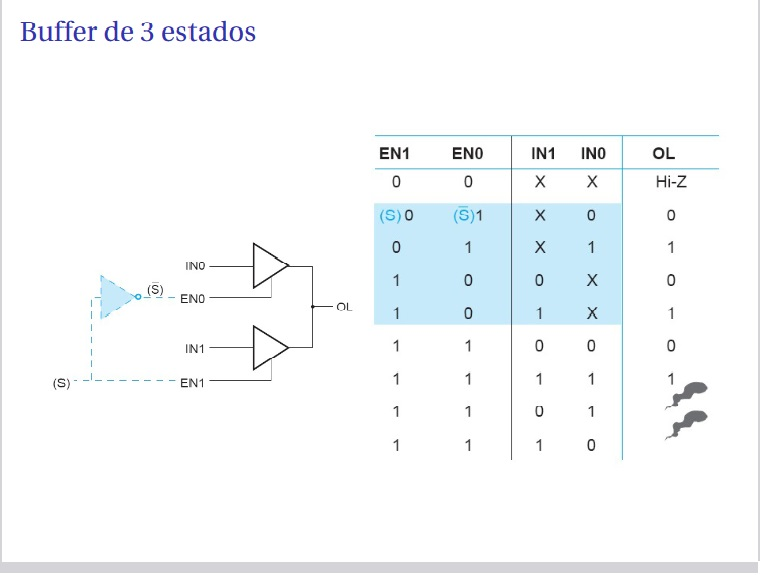 Buffer de 3 estados
EN1 EN0 IN1 IN0 OL
0 0 X X Hi-Z
(S) 0 (S̅)1 X 0 0
0 1 X 1 1
1 0 0 X 0
1 0 1 X 1
1 1 0 0 0
1 1 1 1 1
1 1 0 1
1 1 1 0
IN0
(S̅)
EN0
OL
IN1
(S)
EN1